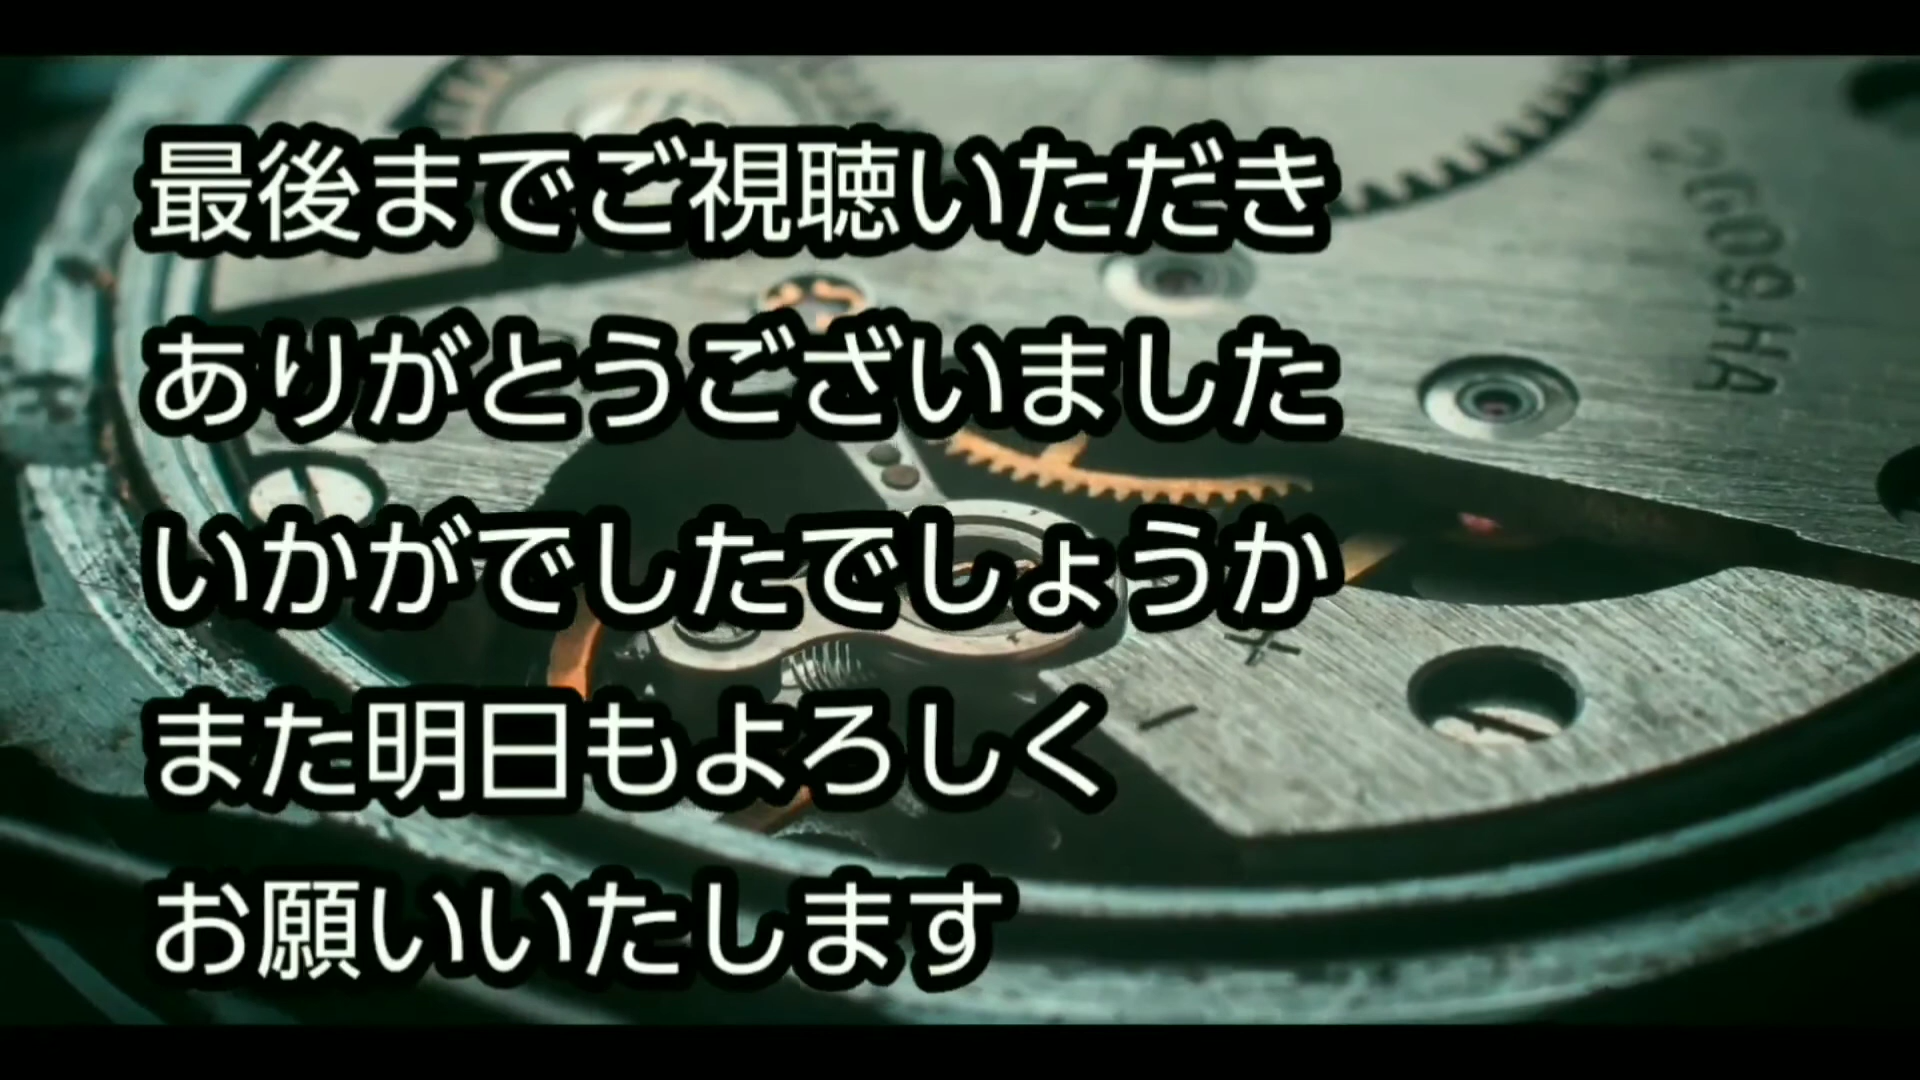 最後までご視聴いただき
ありがとうございました
いかがでしたでしょうか
また明日もよろしく
お願いいたします
2609.HA